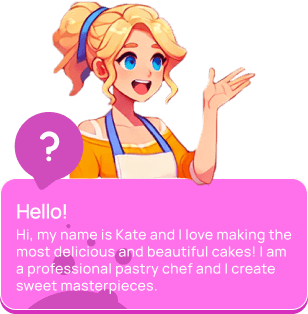 ?
Hello!
Hi, my name is Kate and I love making the
most delicious and beautiful cakes! I am
a professional pastry chef and I create
sweet masterpieces.